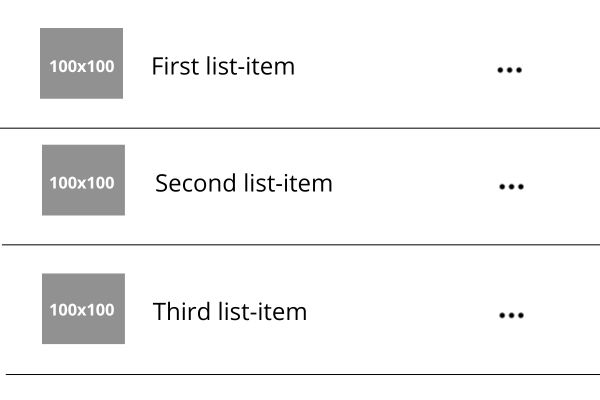 100x100 First list-item ...
100x100 Second list-item ...
100x100 Third list-item ...